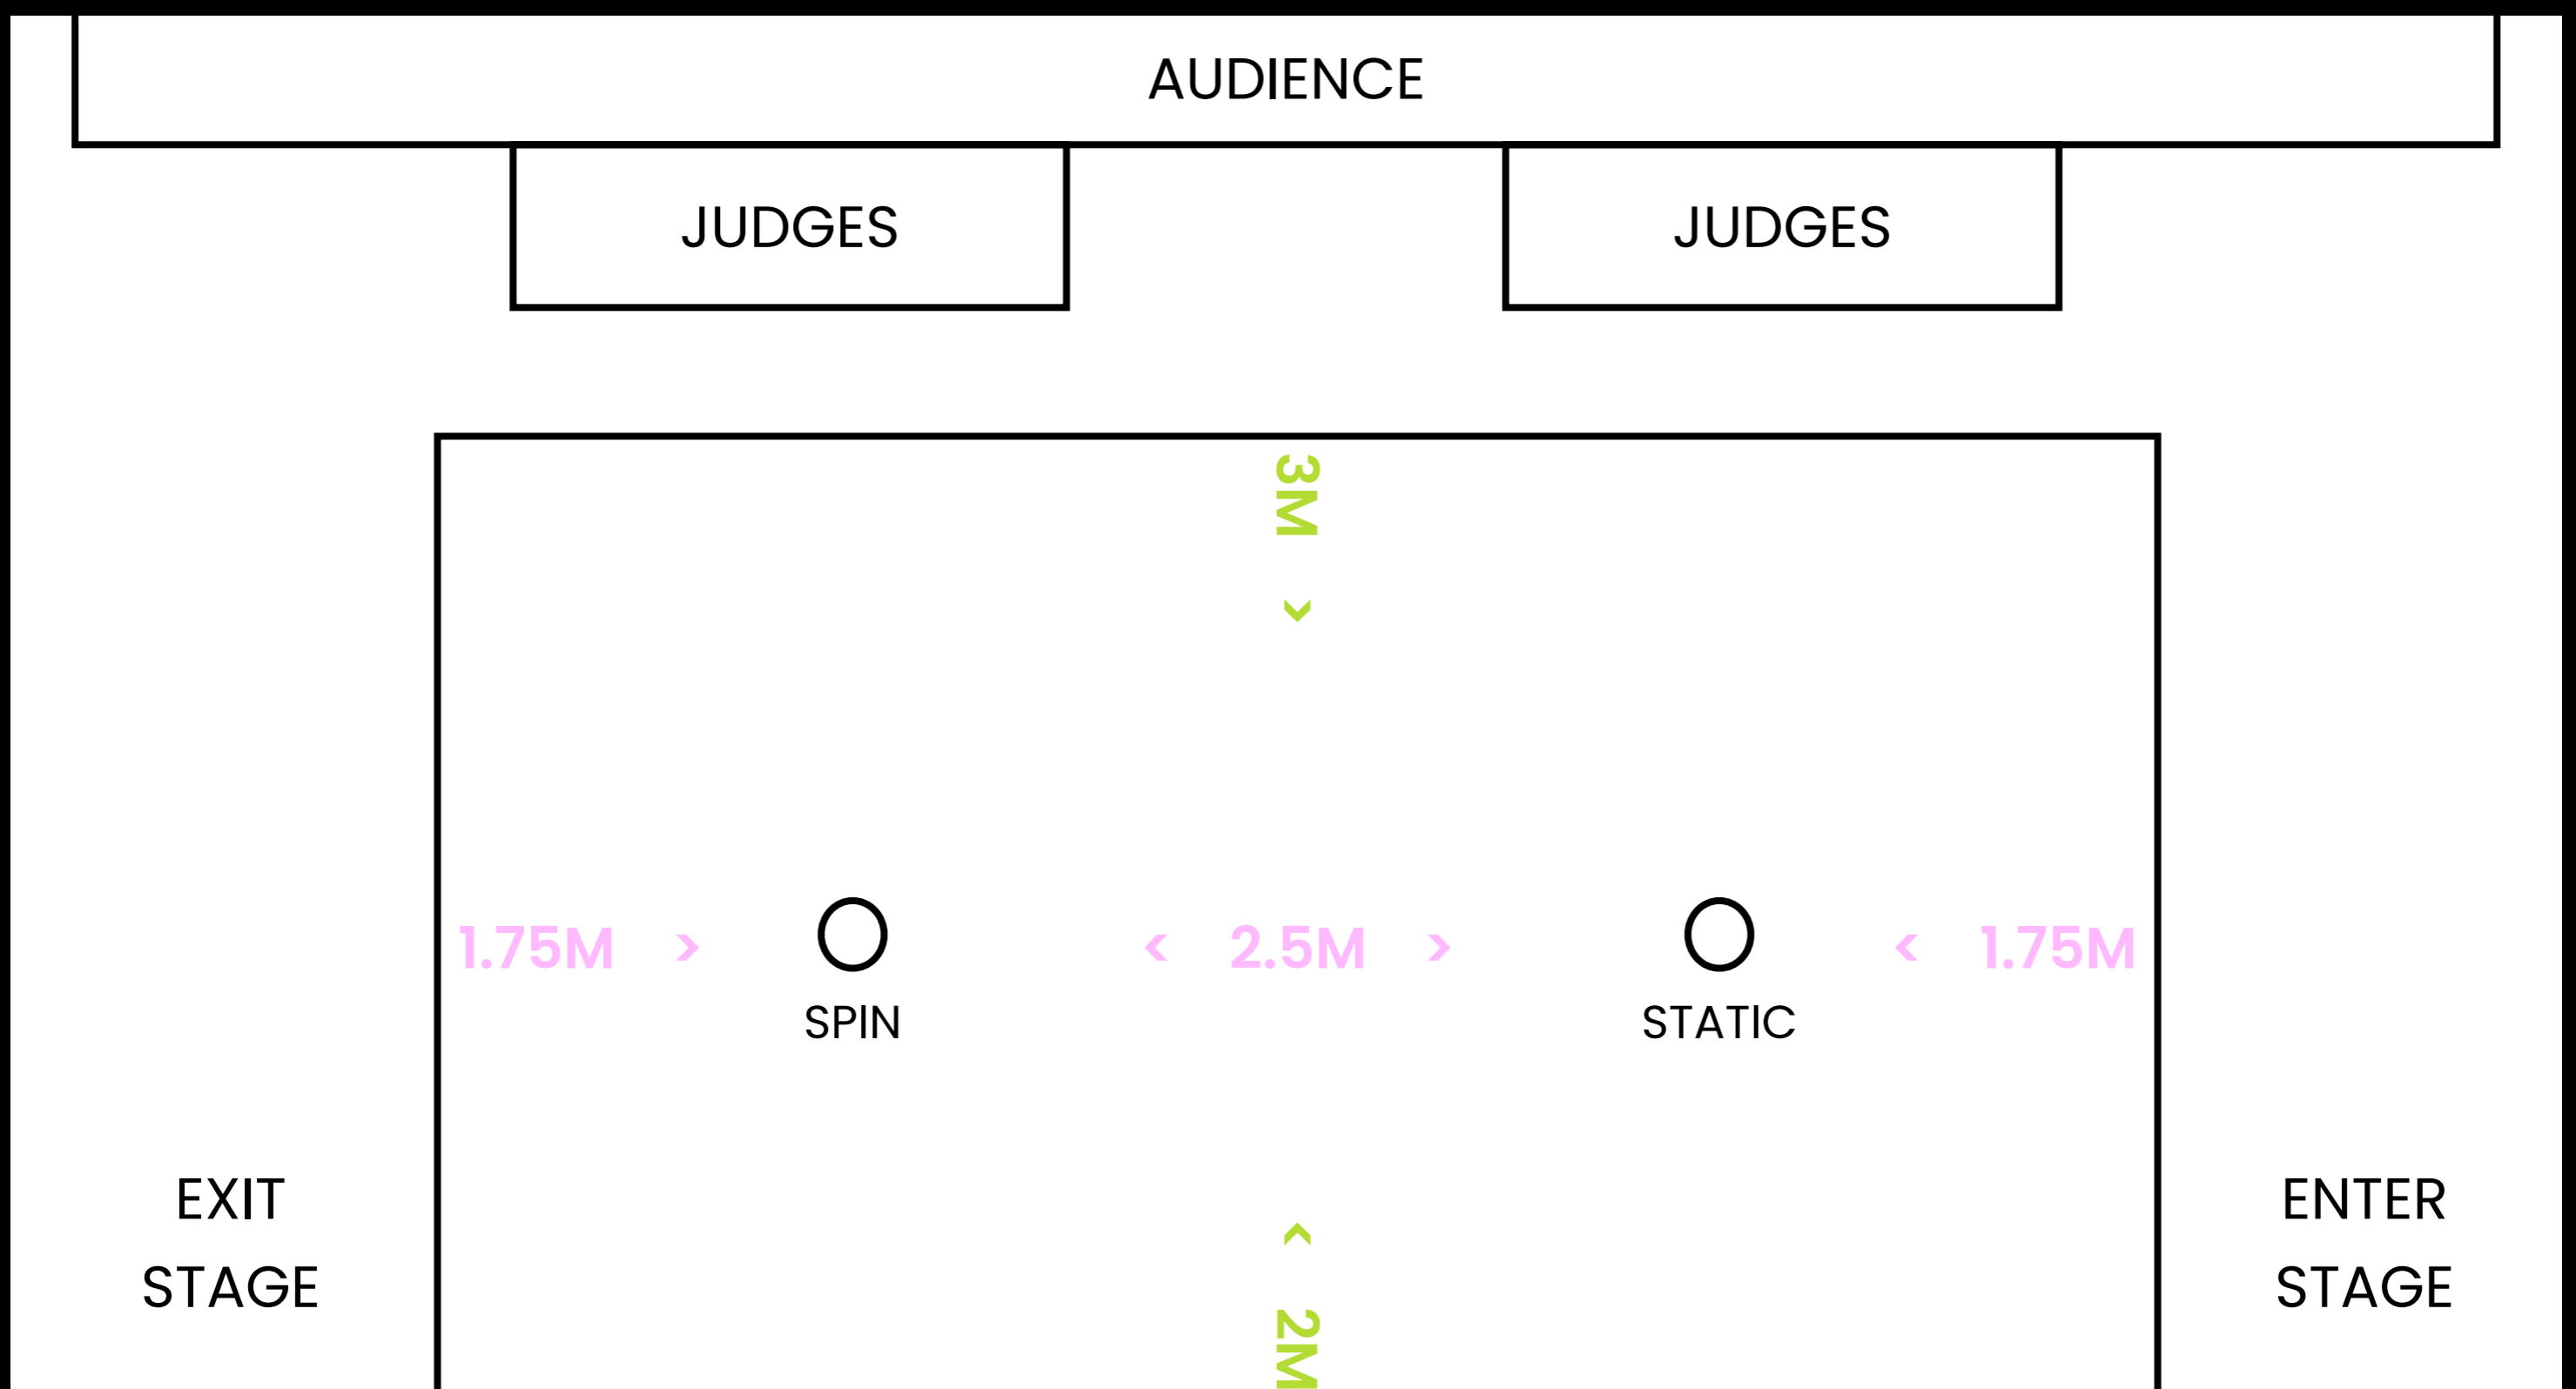 AUDIENCE
JUDGES
JUDGES
3M >
1.75M >
< 2.5M >
< 1.75M
SPIN
STATIC
EXIT
STAGE
ENTER
STAGE
< 2M